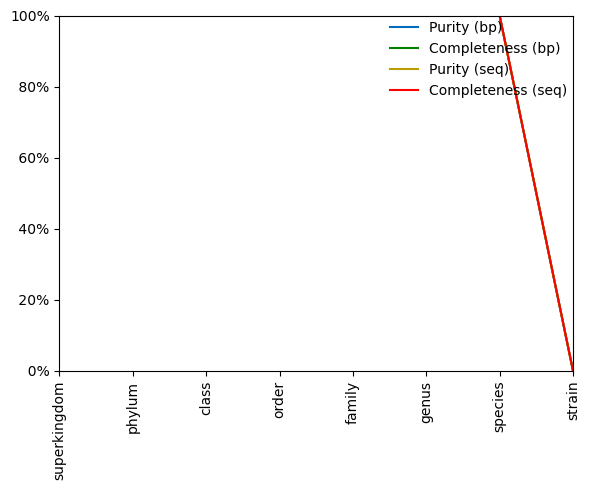 100%
80%
60%
40%
20%
0%
Purity (bp)
Completeness (bp)
Purity (seq)
Completeness (seq)
superkingdom
phylum
class
order
family
genus
species
strain